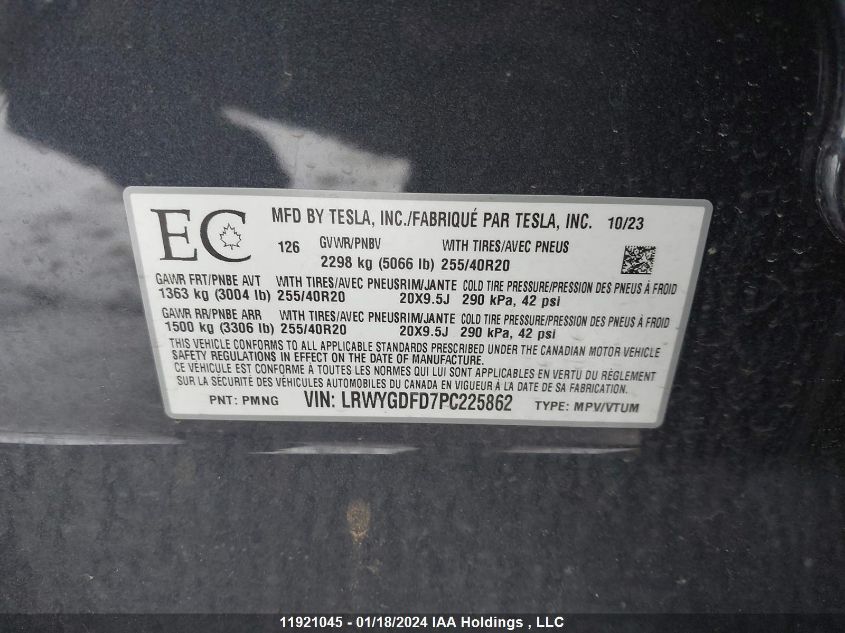 EC
MFD BY TESLA, INC./FABRIQUÉ PAR TESLA, INC. 10/23
126 GVWR/PNBV WITH TIRES/AVEC PNEUS
2298 kg (5066 lb) 255/40R20
GAWR FRT/PNBE AVT WITH TIRES/AVEC PNEUS RIM/JANTE COLD TIRE PRESSURE/PRESSION DES PNEUS À FROID
1363 kg (3004 lb) 255/40R20 20X9.5J 290 kPa, 42 psi
GAWR RR/PNBE ARR WITH TIRES/AVEC PNEUS RIM/JANTE COLD TIRE PRESSURE/PRESSION DES PNEUS À FROID
1500 kg (3306 lb) 255/40R20 20X9.5J 290 kPa, 42 psi
THIS VEHICLE CONFORMS TO ALL APPLICABLE STANDARDS PRESCRIBED UNDER THE CANADIAN MOTOR VEHICLE
SAFETY REGULATIONS IN EFFECT ON THE DATE OF MANUFACTURE.
CE VÉHICULE EST CONFORME À TOUTES LES NORMES QUI LUI SONT APPLICABLES EN VERTU DU RÈGLEMENT
SUR LA SÉCURITÉ DES VÉHICULES AUTOMOBILES DU CANADA EN VIGUEUR À LA DATE DE SA FABRICATION.
PNT: PMNG VIN: LRWYGDFD7PC225862 TYPE: MPV/VTUM
11921045 - 01/18/2024 IAA Holdings , LLC